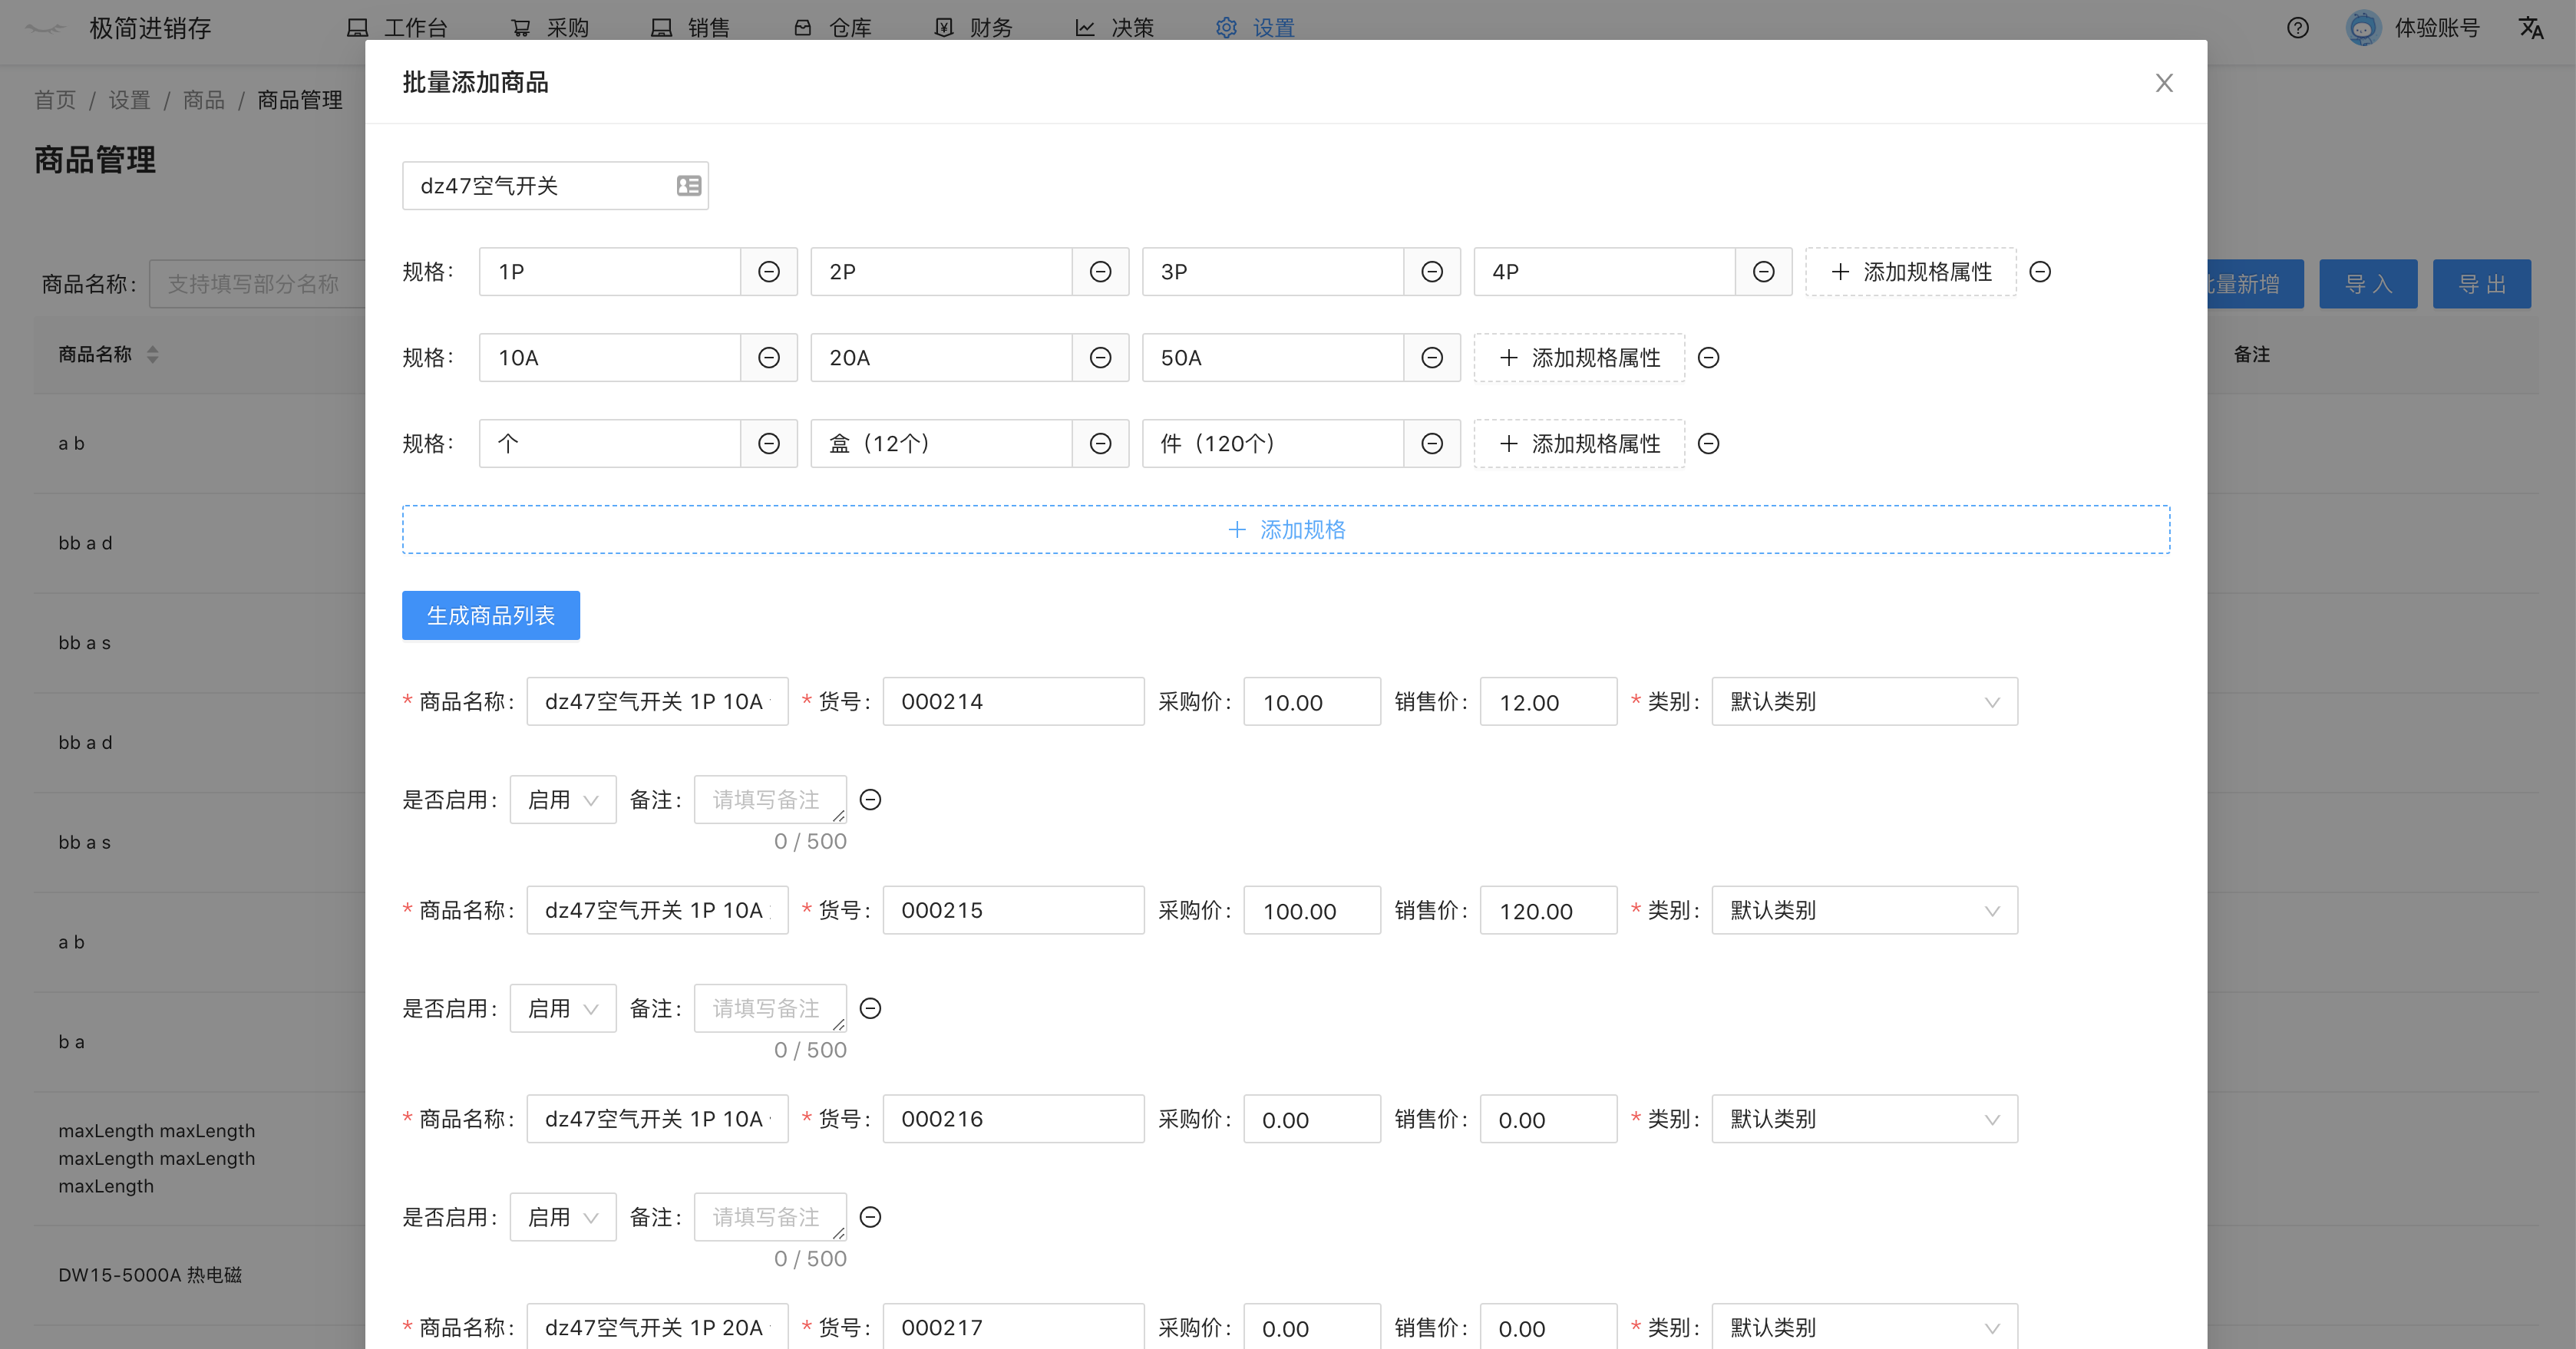 极简进销存 工作台 采购 销售 仓库 财务 决策 设置 体验账号
首页 / 设置 / 商品 / 商品管理
商品管理
商品名称: 支持填写部分名称
批量新增 导 入 导 出
商品名称 备注
a b
bb a d
bb a s
bb a d
bb a s
a b
b a
maxLength maxLength
maxLength maxLength
maxLength
DW15-5000A 热电磁
批量添加商品
dz47空气开关
规格: 1P 2P 3P 4P 添加规格属性
规格: 10A 20A 50A 添加规格属性
规格: 个 盒（12个） 件（120个） 添加规格属性
添加规格
生成商品列表
* 商品名称: dz47空气开关 1P 10A * 货号: 000214 采购价: 10.00 销售价: 12.00 * 类别: 默认类别
是否启用: 启用 备注: 请填写备注
0 / 500
* 商品名称: dz47空气开关 1P 10A * 货号: 000215 采购价: 100.00 销售价: 120.00 * 类别: 默认类别
是否启用: 启用 备注: 请填写备注
0 / 500
* 商品名称: dz47空气开关 1P 10A * 货号: 000216 采购价: 0.00 销售价: 0.00 * 类别: 默认类别
是否启用: 启用 备注: 请填写备注
0 / 500
* 商品名称: dz47空气开关 1P 20A * 货号: 000217 采购价: 0.00 销售价: 0.00 * 类别: 默认类别